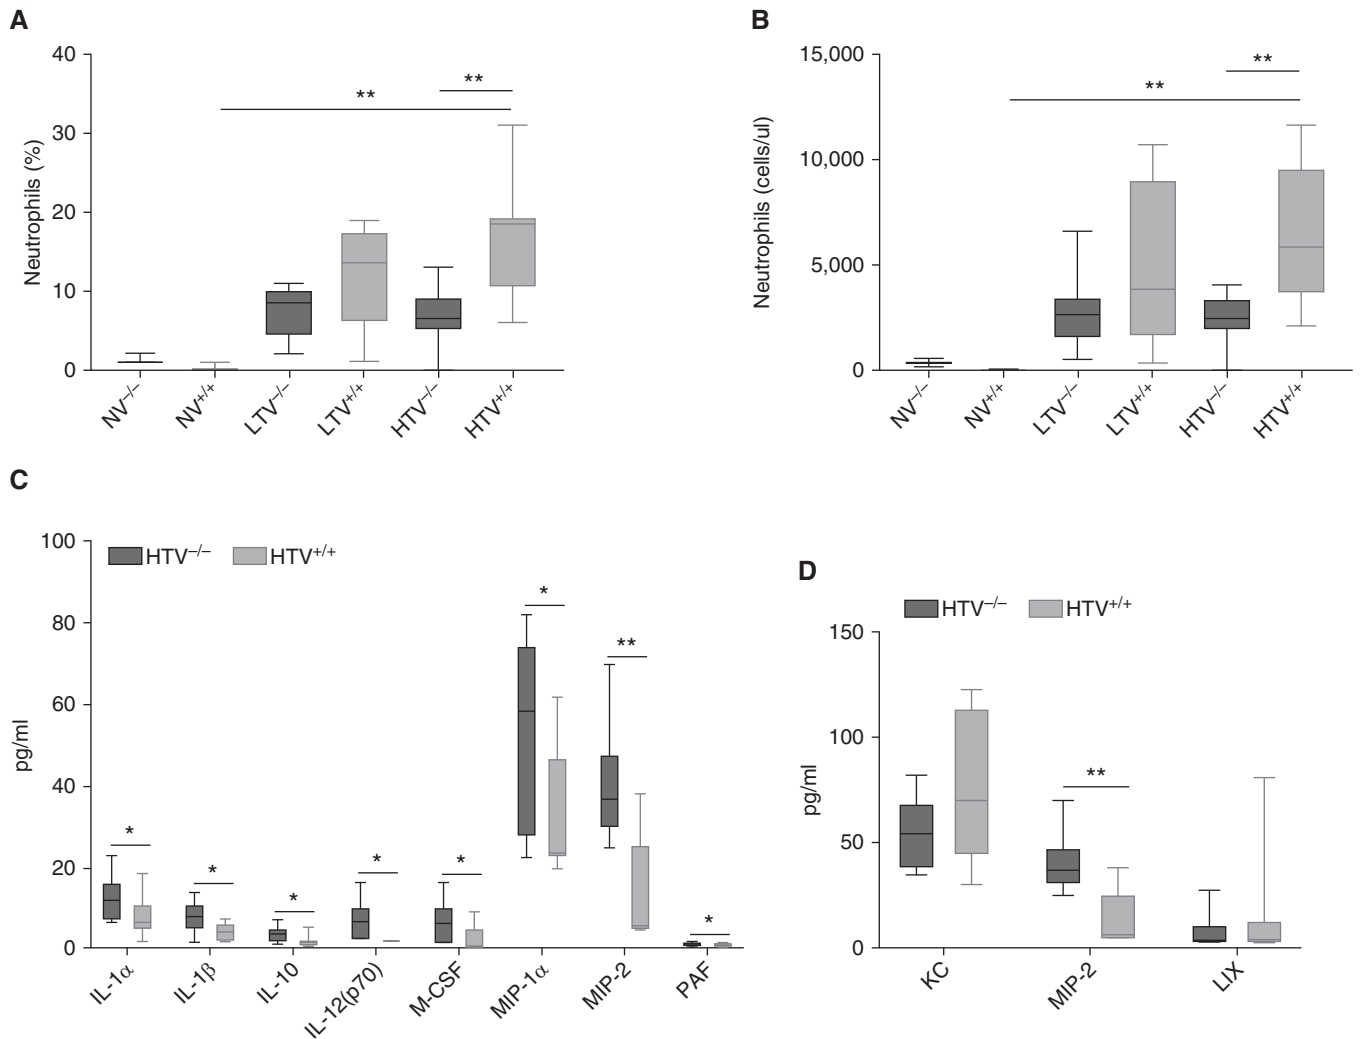 A
40
30
20
10
0
Neutrophils (%)
**
**
NV–/–
NV+/+
LTV–/–
LTV+/+
HTV–/–
HTV+/+
B
15,000
10,000
5,000
0
Neutrophils (cells/ul)
**
**
NV–/–
NV+/+
LTV–/–
LTV+/+
HTV–/–
HTV+/+
C
100
80
60
40
20
0
pg/ml
HTV–/– HTV+/+
*
*
*
*
*
*
**
*
IL-1α
IL-1β
IL-10
IL-12(p70)
M-CSF
MIP-1α
MIP-2
PAF
D
HTV–/– HTV+/+
150
100
50
0
pg/ml
**
KC
MIP-2
LIX